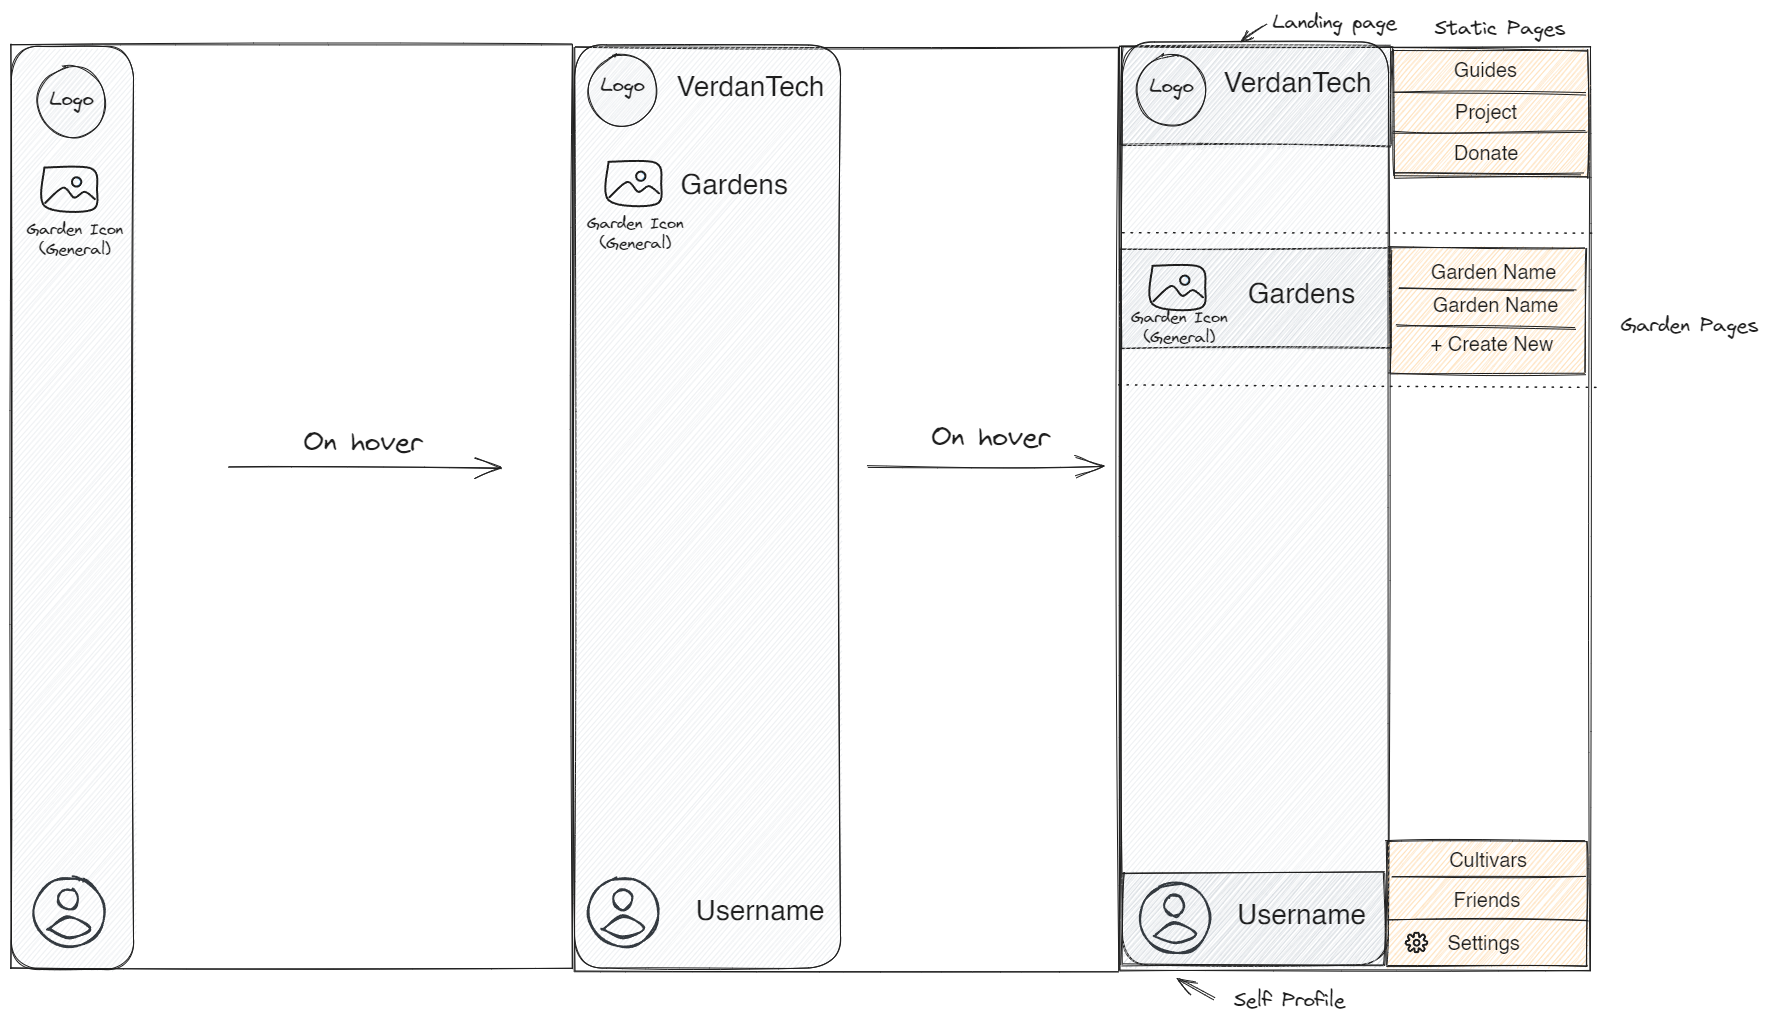 Logo
Garden Icon
(General)
On hover
Logo
VerdanTech
Gardens
Garden Icon
(General)
Username
On hover
Landing page
Static Pages
Logo
VerdanTech
Guides
Project
Donate
Garden Icon
(General)
Gardens
Garden Name
Garden Name
+ Create New
Garden Pages
Username
Cultivars
Friends
Settings
Self Profile